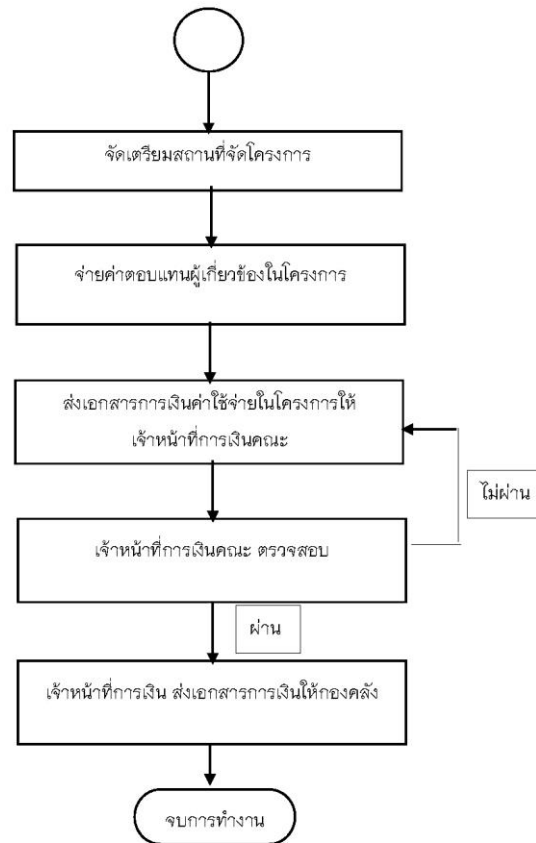 จัดเตรียมสถานที่จัดโครงการ
จ่ายค่าตอบแทนผู้เกี่ยวข้องในโครงการ
ส่งเอกสารการเงินค่าใช้จ่ายในโครงการให้
เจ้าหน้าที่การเงินคณะ
ไม่ผ่าน
เจ้าหน้าที่การเงินคณะ ตรวจสอบ
ผ่าน
เจ้าหน้าที่การเงิน ส่งเอกสารการเงินให้กองคลัง
จบการทำงาน